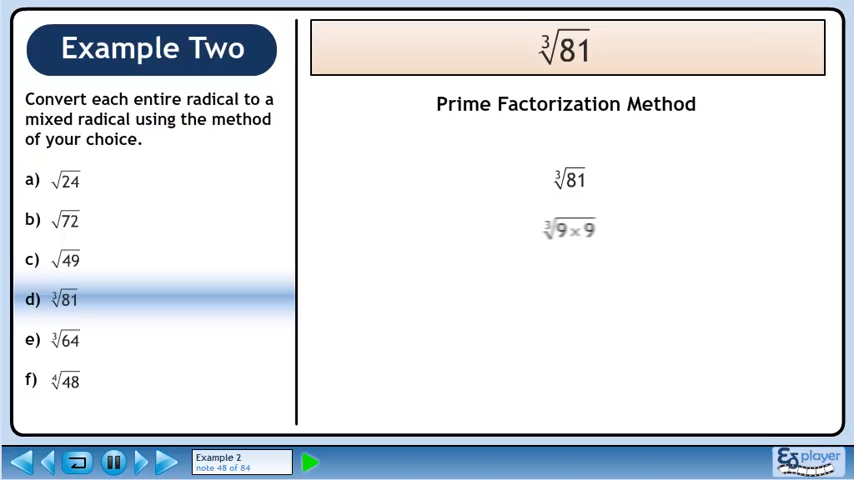 Example Two
Convert each entire radical to a
mixed radical using the method
of your choice.
a) √24
b) √72
c) √49
d) ∛81
e) ∛64
f) ∜48
∛81
Prime Factorization Method
∛81
∛9 × 9
Example 2
note 48 of 84
player